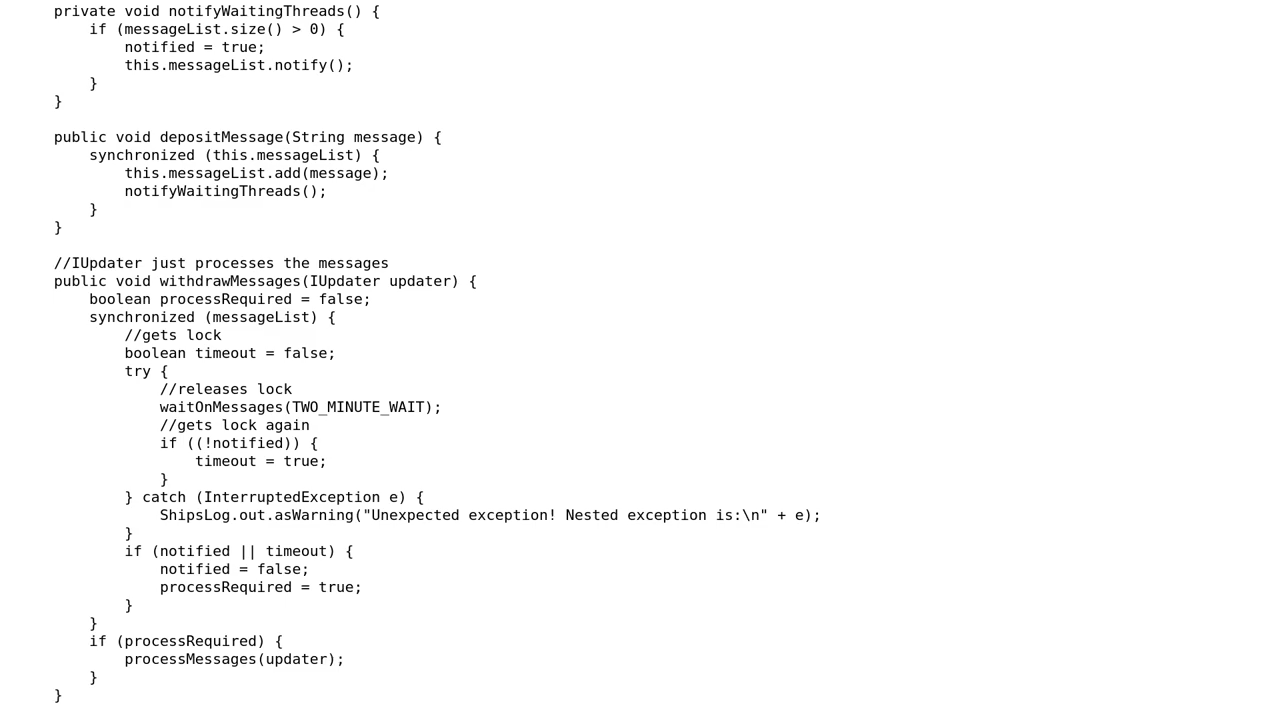 private void notifyWaitingThreads() {
    if (messageList.size() > 0) {
        notified = true;
        this.messageList.notify();
    }
}

public void depositMessage(String message) {
    synchronized (this.messageList) {
        this.messageList.add(message);
        notifyWaitingThreads();
    }
}

//IUpdater just processes the messages
public void withdrawMessages(IUpdater updater) {
    boolean processRequired = false;
    synchronized (messageList) {
        //gets lock
        boolean timeout = false;
        try {
            //releases lock
            waitOnMessages(TWO_MINUTE_WAIT);
            //gets lock again
            if ((!notified)) {
                timeout = true;
            }
        } catch (InterruptedException e) {
            ShipsLog.out.asWarning("Unexpected exception! Nested exception is:\n" + e);
        }
        if (notified || timeout) {
            notified = false;
            processRequired = true;
        }
    }
    if (processRequired) {
        processMessages(updater);
    }
}